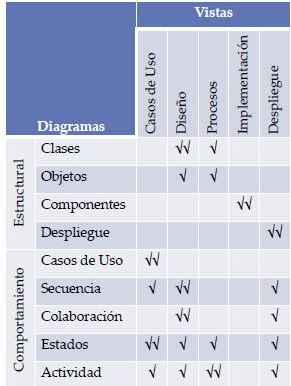 Vistas
Diagramas Casos de Uso Diseño Procesos Implementación Despliegue
Estructural
Clases √√ √
Objetos √ √
Componentes √√
Despliegue √√
Comportamiento
Casos de Uso √√
Secuencia √ √√ √
Colaboración √√ √
Estados √√ √ √ √
Actividad √ √ √√ √